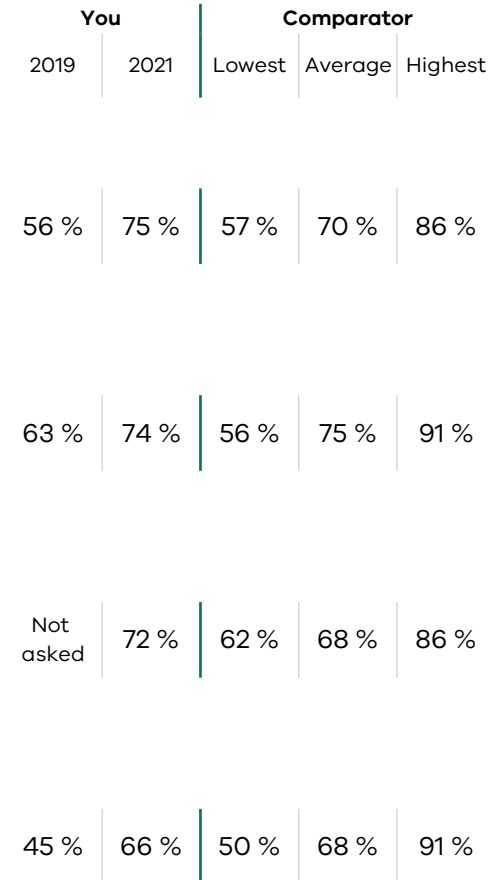 You Comparator
2019 2021 Lowest Average Highest
56 % 75 % 57 % 70 % 86 %
63 % 74 % 56 % 75 % 91 %
Not
asked 72 % 62 % 68 % 86 %
45 % 66 % 50 % 68 % 91 %